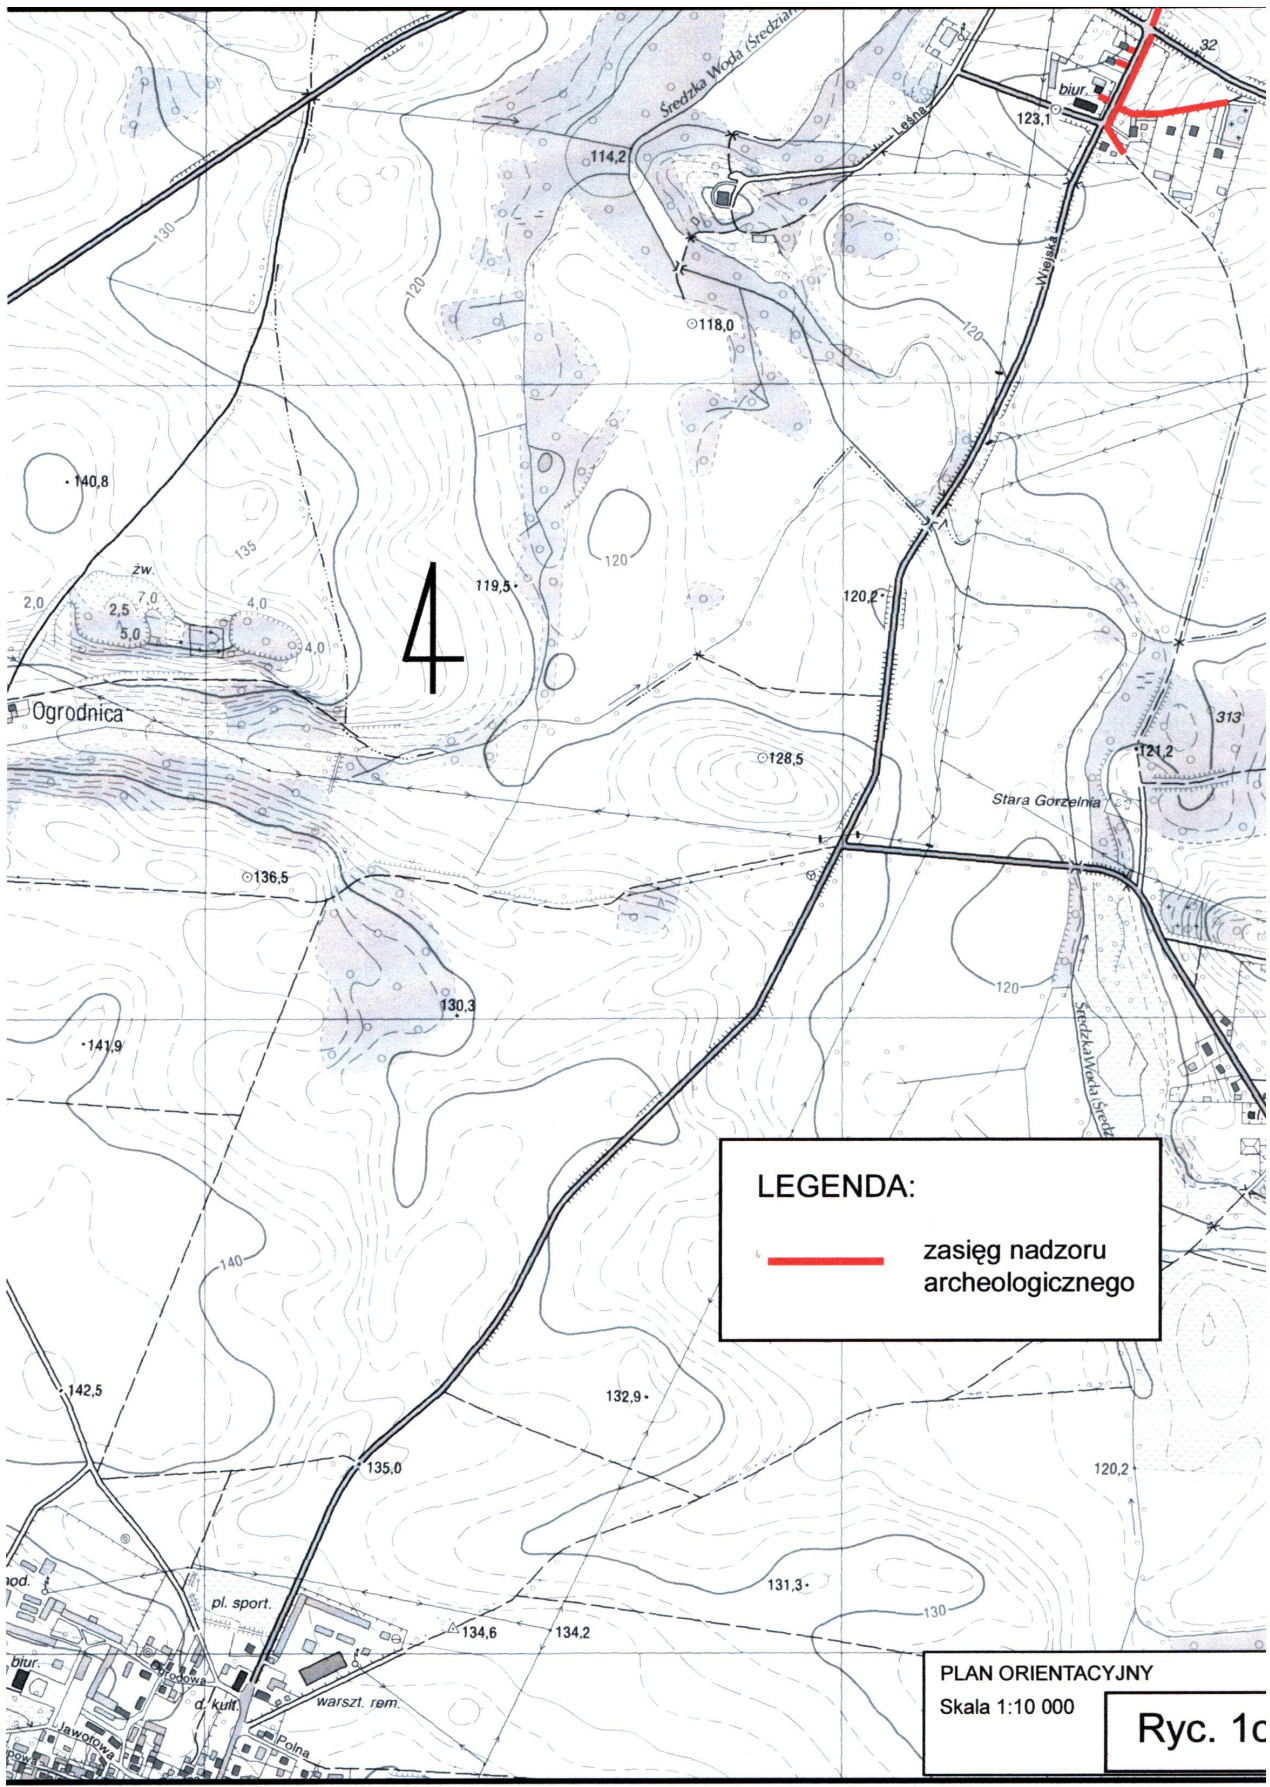 Średzka Woda (Średzian
32
biur.
123,1
Leśna
114,2
130
120
Wiejska
118,0
120
140,8
135
120
żw.
7,0
2,0
2,5
4,0
5,0
4,0
119,5
120,2
Ogrodnica
313
121,2
128,5
Stara Gorzelnia
136,5
120
130,3
141,9
Średzka Woda (Średz
LEGENDA:
zasięg nadzoru
archeologicznego
140
142,5
132,9
135,0
120,2
131,3
130
pl. sport.
134,6
134,2
biur.
Ogrodowa
d. kult.
warszt. rem.
Jaworowa
Polna
PLAN ORIENTACYJNY
Skala 1:10 000
Ryc. 1c